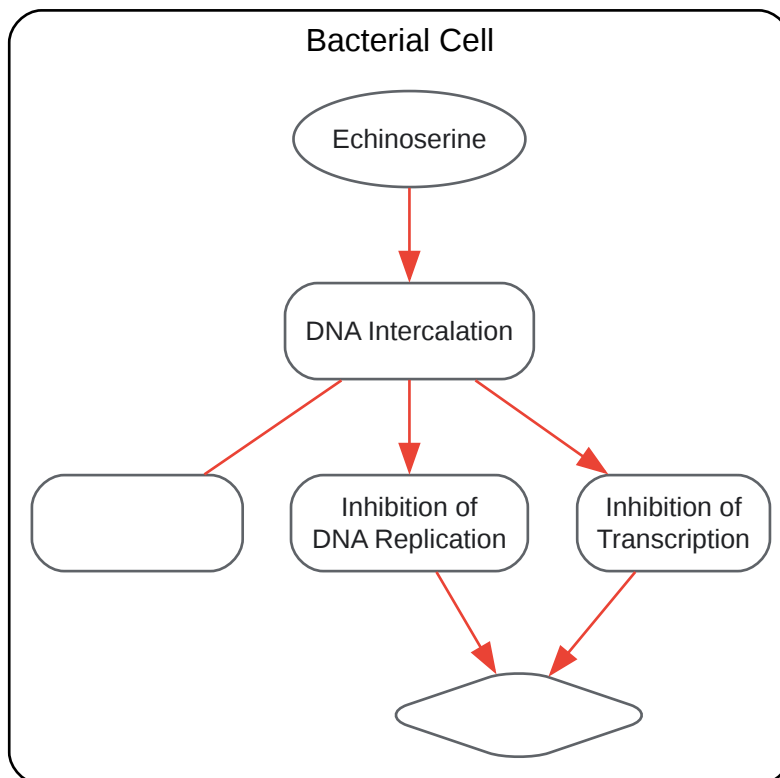 Bacterial Cell
Echinoserine
DNA Intercalation
Inhibition of
DNA Replication
Inhibition of
Transcription